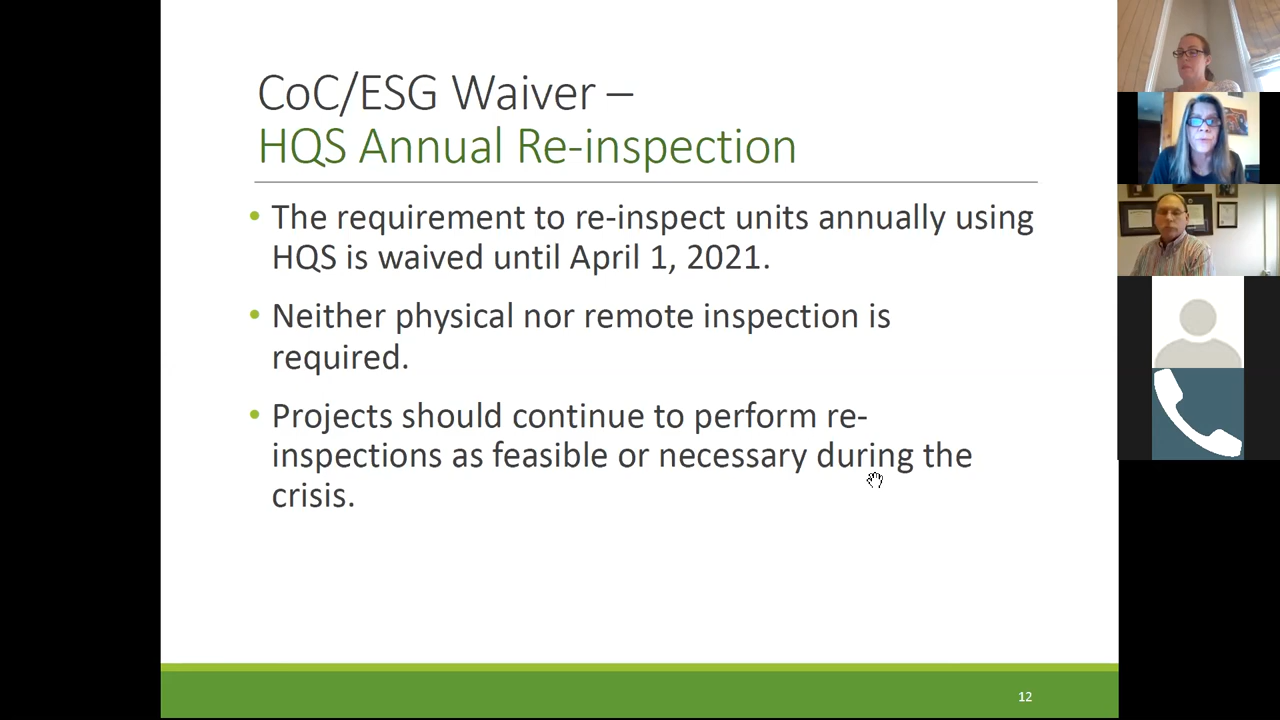 CoC/ESG Waiver –
HQS Annual Re-inspection
• The requirement to re-inspect units annually using
HQS is waived until April 1, 2021.
• Neither physical nor remote inspection is
required.
• Projects should continue to perform re-
inspections as feasible or necessary during the
crisis.
12